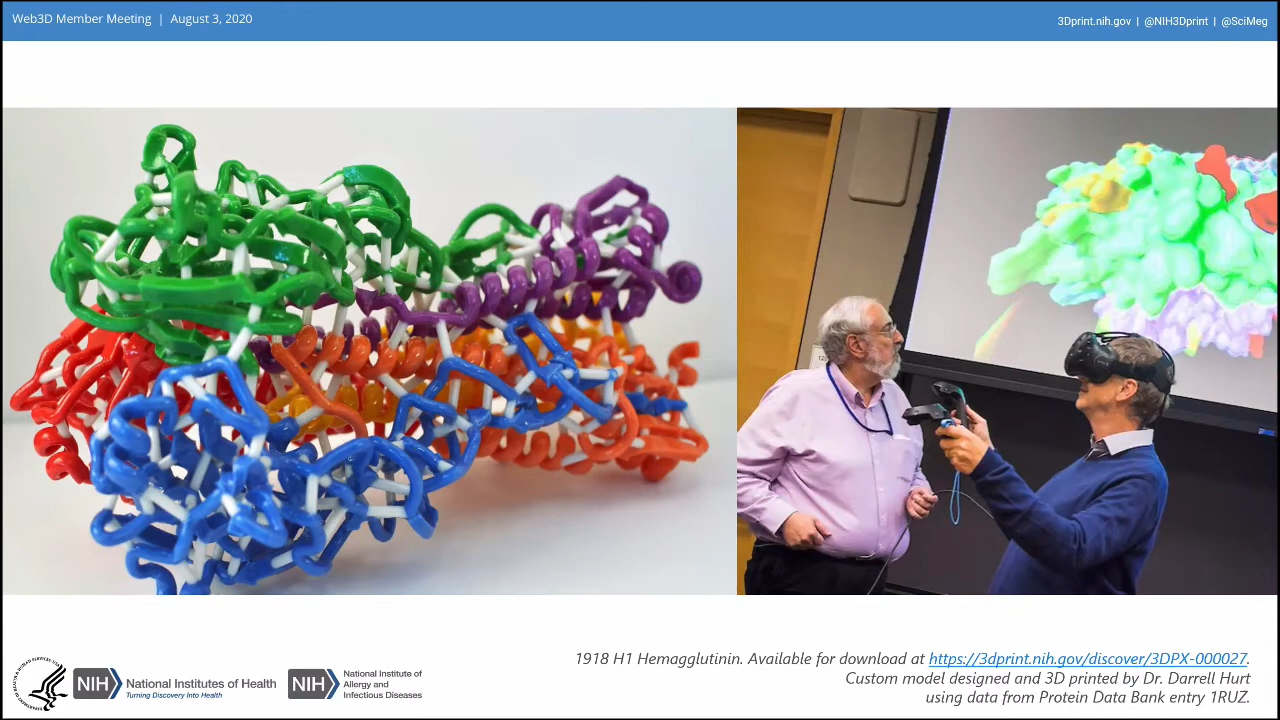 Web3D Member Meeting | August 3, 2020
3Dprint.nih.gov | @NIH3Dprint | @SciMeg
NIH National Institutes of Health
Turning Discovery Into Health
NIH National Institute of
Allergy and
Infectious Diseases
1918 H1 Hemagglutinin. Available for download at https://3dprint.nih.gov/discover/3DPX-000027.
Custom model designed and 3D printed by Dr. Darrell Hurt
using data from Protein Data Bank entry 1RUZ.